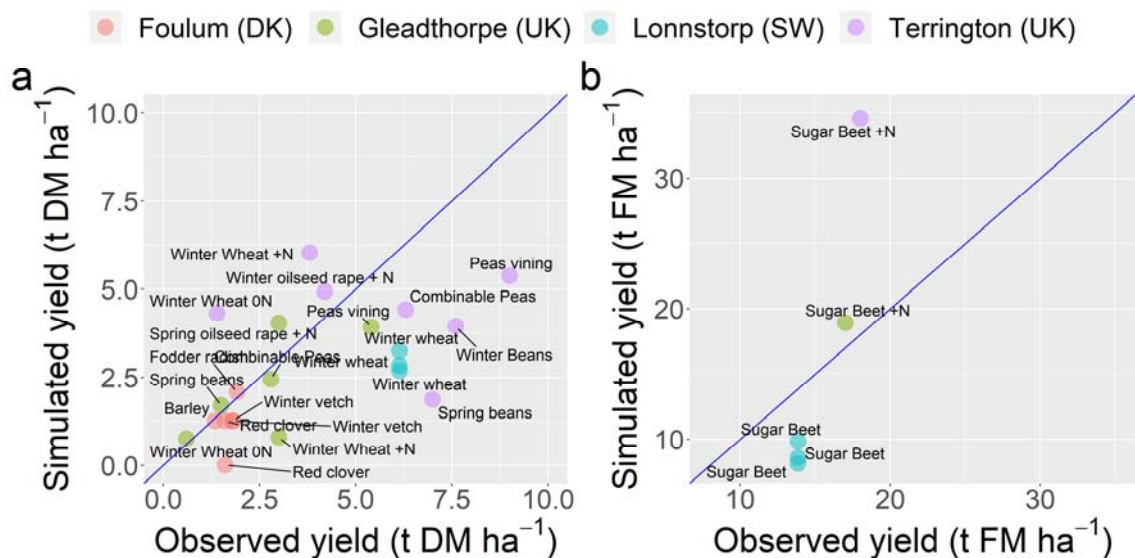 Foulum (DK) Gleadthorpe (UK) Lonnstorp (SW) Terrington (UK)
a
Simulated yield (t DM ha⁻¹)
10.0
7.5
5.0
2.5
0.0
Winter Wheat +N
Winter oilseed rape + N
Peas vining
Winter Wheat 0N
Peas vining
Combinable Peas
Spring oilseed rape + N
Winter wheat
Winter Beans
Fodder radish
Combinable Peas
Winter wheat
Spring beans
Winter wheat
Barley
Winter vetch
Spring beans
Red clover
Winter vetch
Winter Wheat 0N
Winter Wheat +N
Red clover
0.0 2.5 5.0 7.5 10.0
Observed yield (t DM ha⁻¹)
b
Simulated yield (t FM ha⁻¹)
30
20
10
Sugar Beet +N
Sugar Beet +N
Sugar Beet
Sugar Beet
Sugar Beet
10 20 30
Observed yield (t FM ha⁻¹)